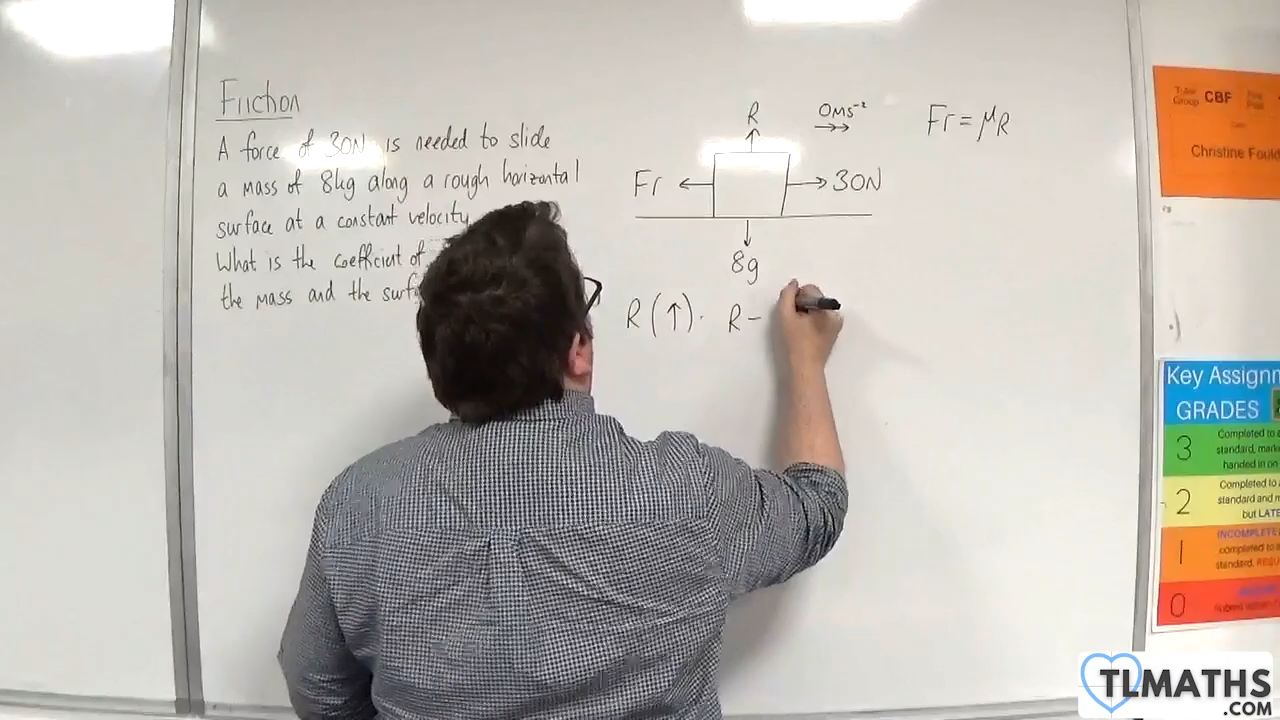 Friction
A force of 30N is needed to slide
a mass of 8kg along a rough horizontal
surface at a constant velocity
What is the coefficient of
the mass and the surf
R
0ms⁻²
Fr = μR
Fr
30N
8g
R(↑). R -
Tutor
Group CBF
Christine Fould
Key Assignm
GRADES
3 Completed to a
standard, mark
handed in on
2 Completed to a
standard and m
but LATE
1 INCOMPLETE
completed to a
standard. RESU
0
TLMATHS
.COM